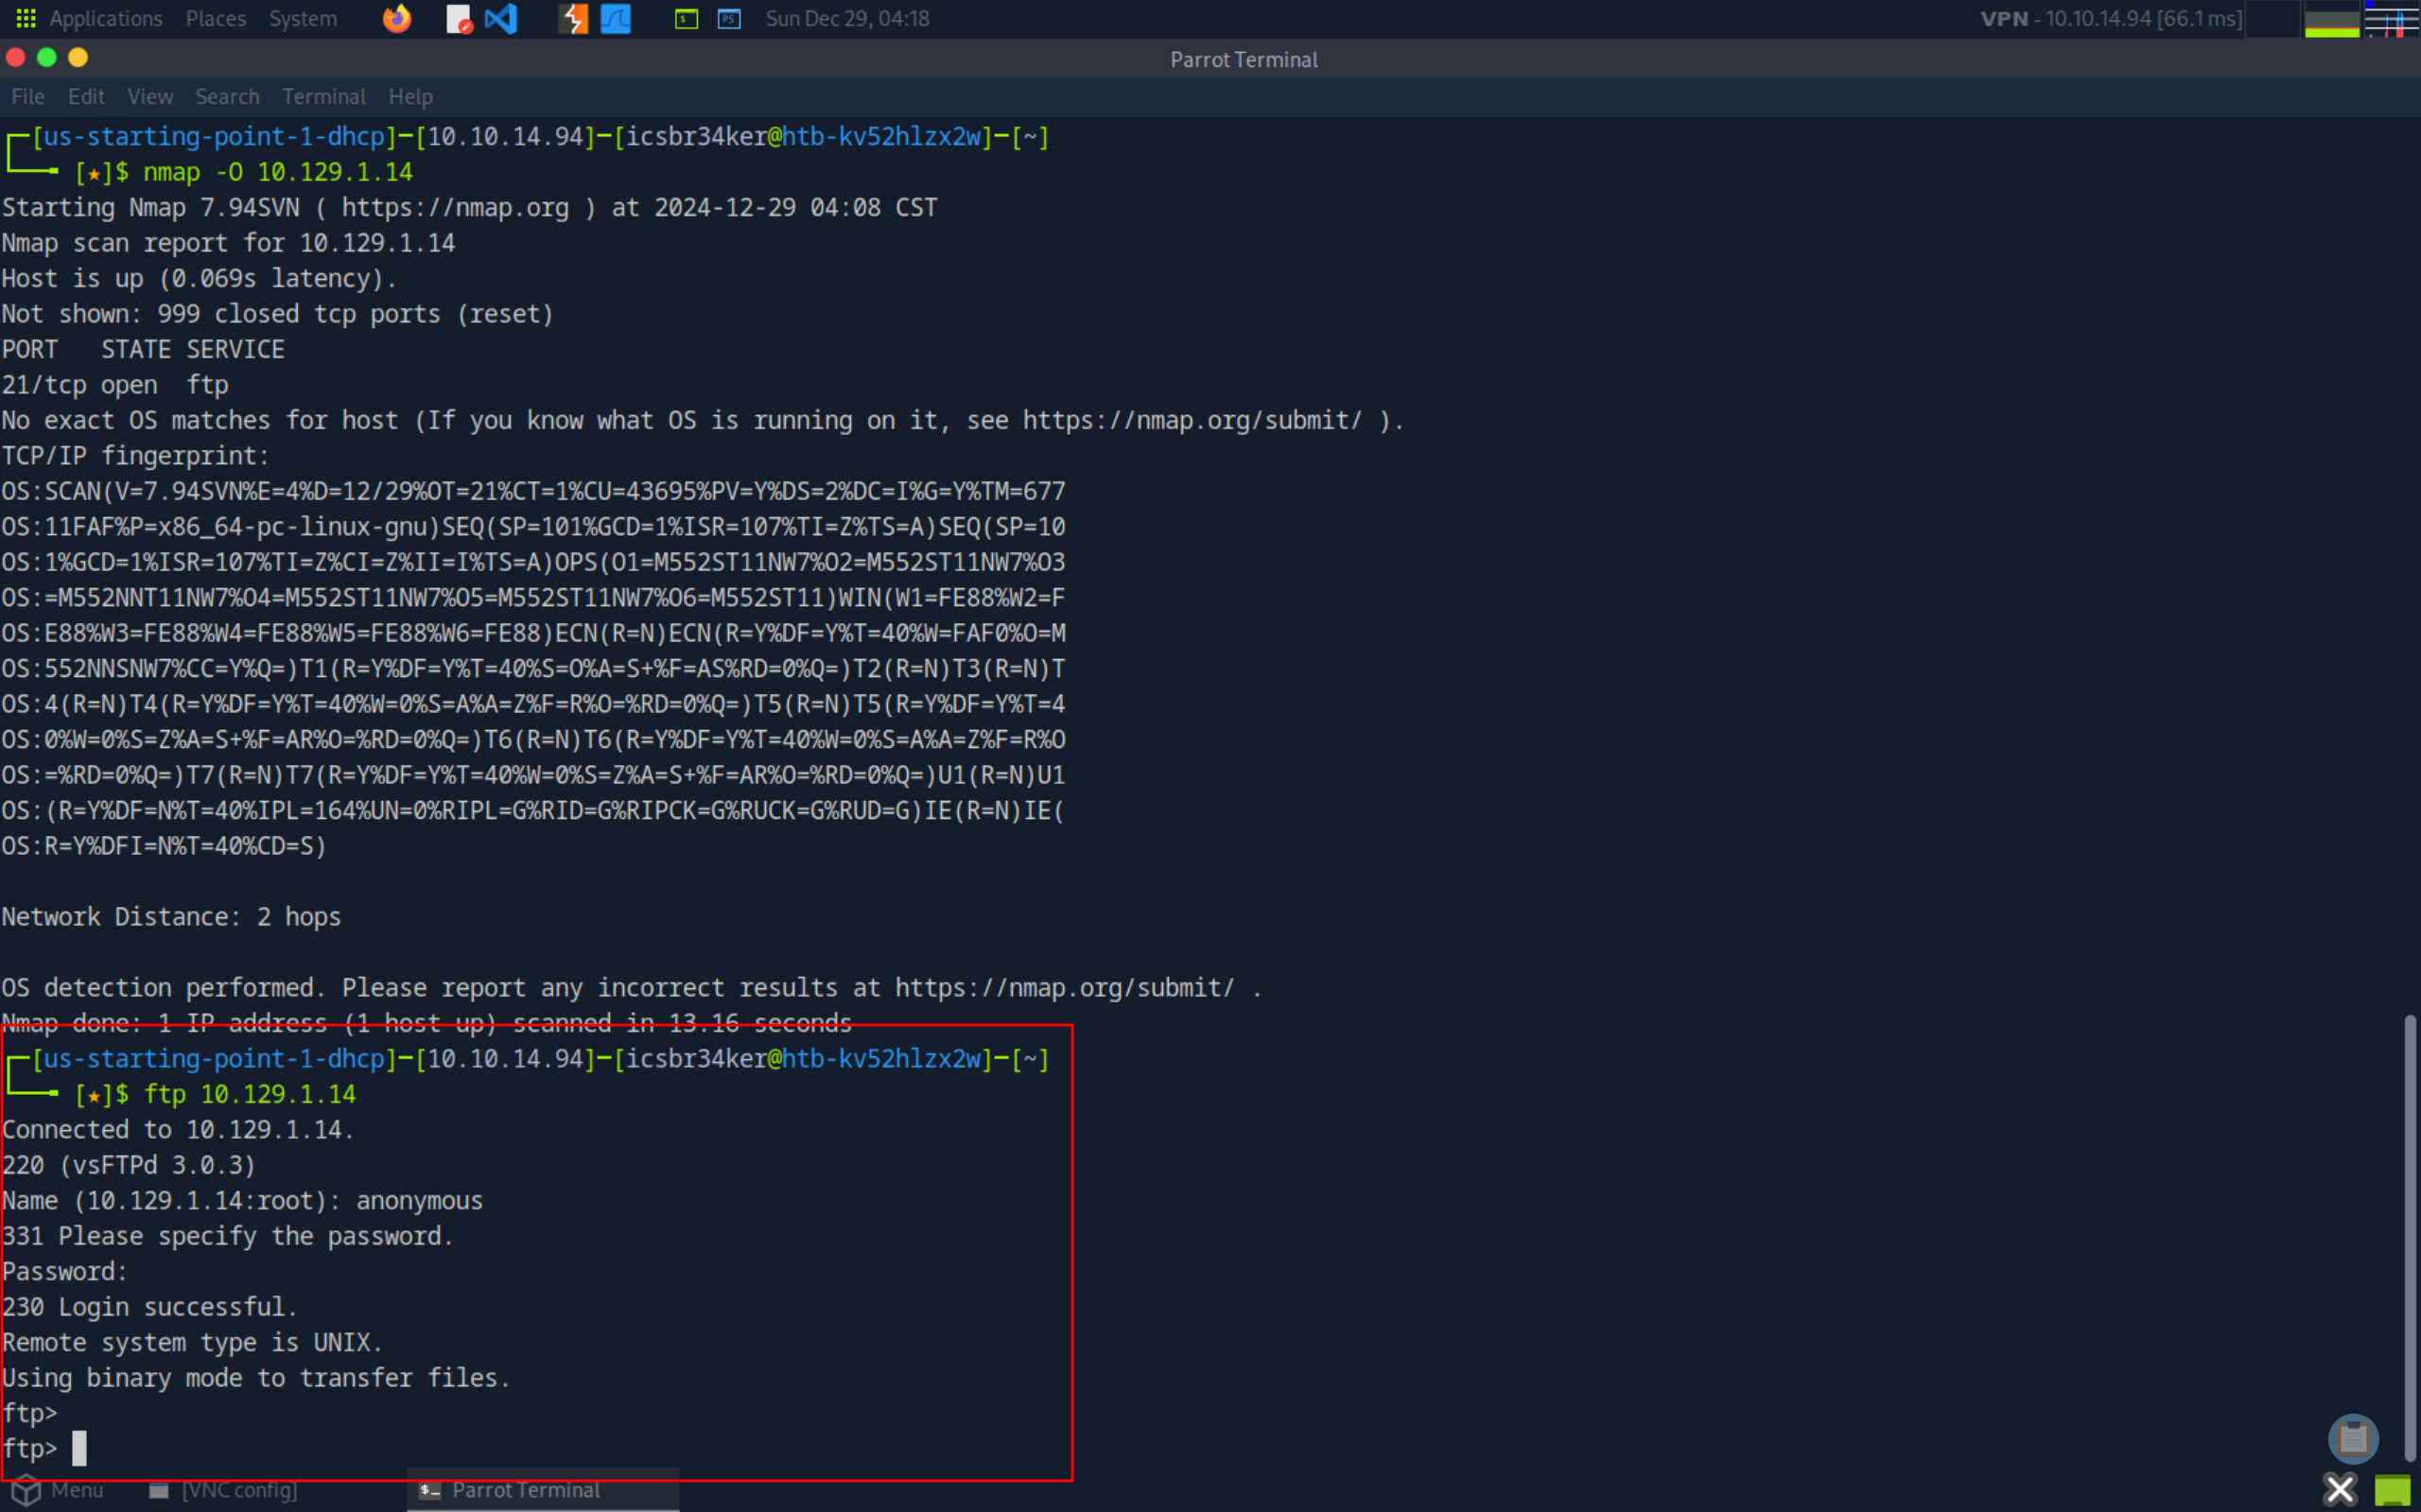 Applications Places System Sun Dec 29, 04:18 VPN - 10.10.14.94 [66.1 ms]
Parrot Terminal
File Edit View Search Terminal Help
┌─[us-starting-point-1-dhcp]─[10.10.14.94]─[icsbr34ker@htb-kv52hlzx2w]─[~]
└──╼ [★]$ nmap -O 10.129.1.14
Starting Nmap 7.94SVN ( https://nmap.org ) at 2024-12-29 04:08 CST
Nmap scan report for 10.129.1.14
Host is up (0.069s latency).
Not shown: 999 closed tcp ports (reset)
PORT   STATE SERVICE
21/tcp open  ftp
No exact OS matches for host (If you know what OS is running on it, see https://nmap.org/submit/ ).
TCP/IP fingerprint:
OS:SCAN(V=7.94SVN%E=4%D=12/29%OT=21%CT=1%CU=43695%PV=Y%DS=2%DC=I%G=Y%TM=677
OS:11FAF%P=x86_64-pc-linux-gnu)SEQ(SP=101%GCD=1%ISR=107%TI=Z%TS=A)SEQ(SP=10
OS:1%GCD=1%ISR=107%TI=Z%CI=Z%II=I%TS=A)OPS(O1=M552ST11NW7%O2=M552ST11NW7%O3
OS:=M552NNT11NW7%O4=M552ST11NW7%O5=M552ST11NW7%O6=M552ST11)WIN(W1=FE88%W2=F
OS:E88%W3=FE88%W4=FE88%W5=FE88%W6=FE88)ECN(R=N)ECN(R=Y%DF=Y%T=40%W=FAF0%O=M
OS:552NNSNW7%CC=Y%Q=)T1(R=Y%DF=Y%T=40%S=O%A=S+%F=AS%RD=0%Q=)T2(R=N)T3(R=N)T
OS:4(R=N)T4(R=Y%DF=Y%T=40%W=0%S=A%A=Z%F=R%O=%RD=0%Q=)T5(R=N)T5(R=Y%DF=Y%T=4
OS:0%W=0%S=Z%A=S+%F=AR%O=%RD=0%Q=)T6(R=N)T6(R=Y%DF=Y%T=40%W=0%S=A%A=Z%F=R%O
OS:=%RD=0%Q=)T7(R=N)T7(R=Y%DF=Y%T=40%W=0%S=Z%A=S+%F=AR%O=%RD=0%Q=)U1(R=N)U1
OS:(R=Y%DF=N%T=40%IPL=164%UN=0%RIPL=G%RID=G%RIPCK=G%RUCK=G%RUD=G)IE(R=N)IE(
OS:R=Y%DFI=N%T=40%CD=S)
Network Distance: 2 hops
OS detection performed. Please report any incorrect results at https://nmap.org/submit/ .
Nmap done: 1 IP address (1 host up) scanned in 13.16 seconds
┌─[us-starting-point-1-dhcp]─[10.10.14.94]─[icsbr34ker@htb-kv52hlzx2w]─[~]
└──╼ [★]$ ftp 10.129.1.14
Connected to 10.129.1.14.
220 (vsFTPd 3.0.3)
Name (10.129.1.14:root): anonymous
331 Please specify the password.
Password:
230 Login successful.
Remote system type is UNIX.
Using binary mode to transfer files.
ftp>
ftp>
Menu [VNC config] Parrot Terminal